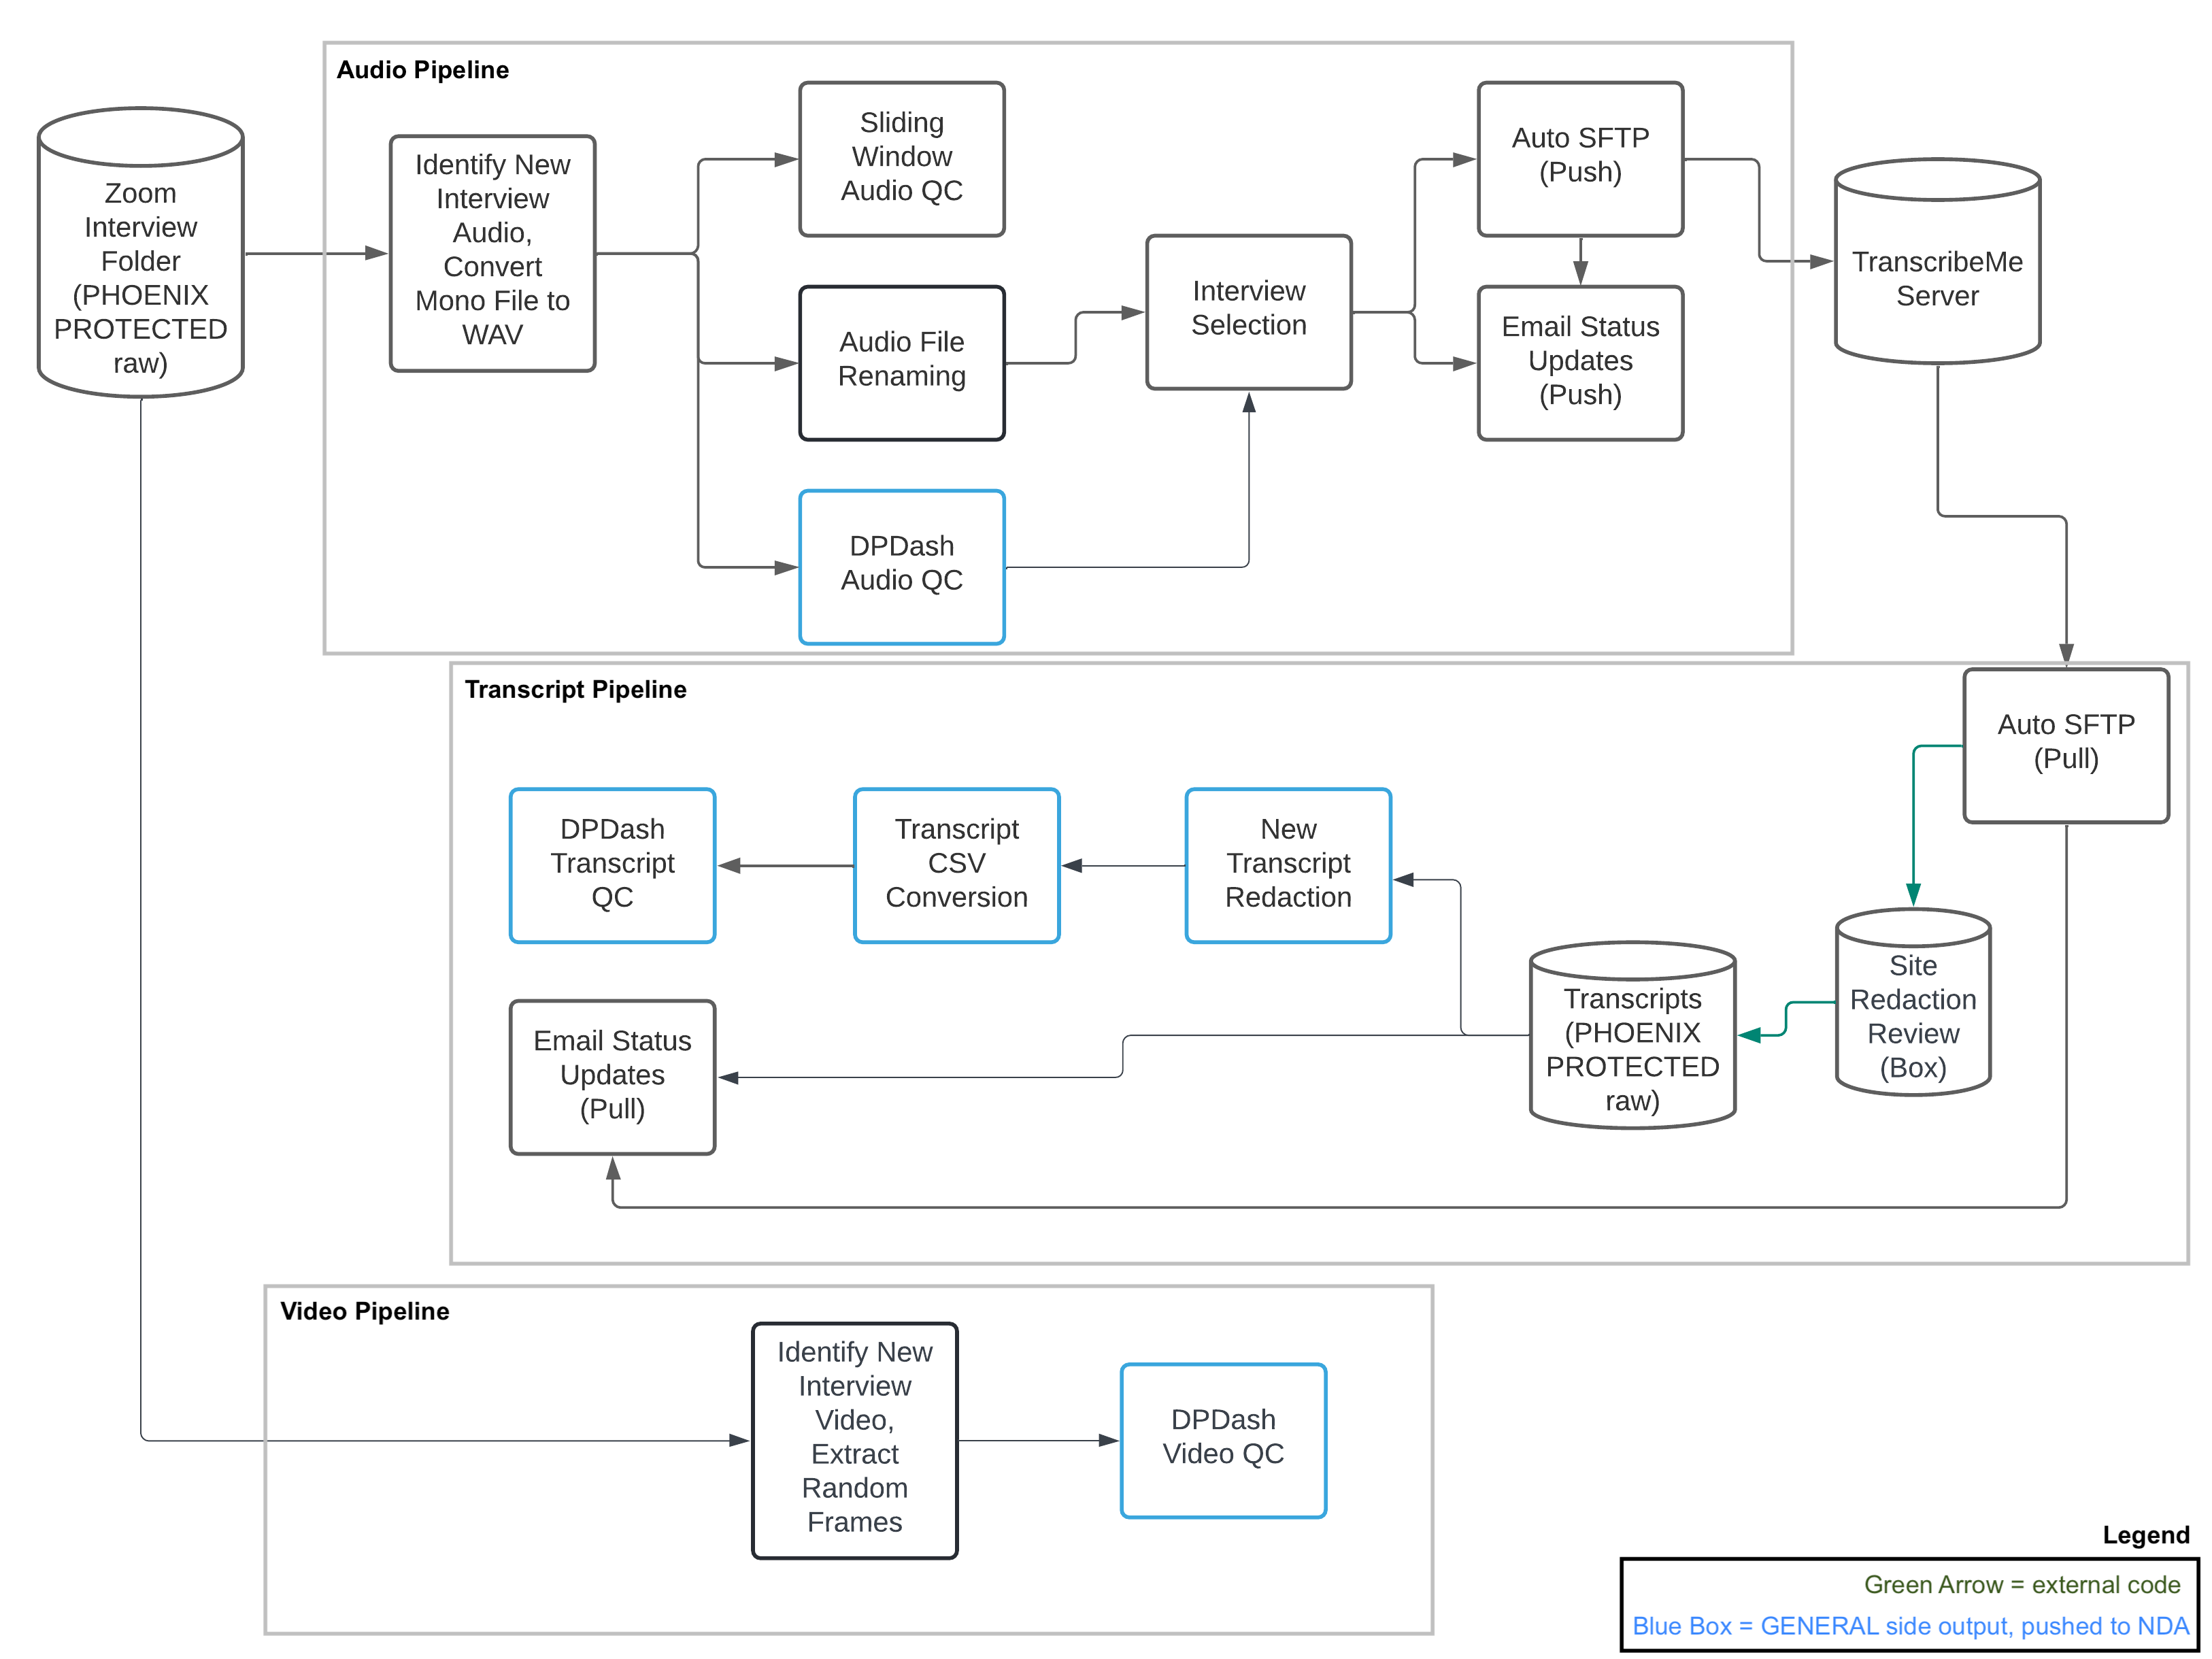 Audio Pipeline
Zoom
Interview
Folder
(PHOENIX
PROTECTED
raw)
Identify New
Interview
Audio,
Convert
Mono File to
WAV
Sliding
Window
Audio QC
Audio File
Renaming
DPDash
Audio QC
Interview
Selection
Auto SFTP
(Push)
Email Status
Updates
(Push)
TranscribeMe
Server
Transcript Pipeline
Auto SFTP
(Pull)
DPDash
Transcript
QC
Transcript
CSV
Conversion
New
Transcript
Redaction
Site
Redaction
Review
(Box)
Transcripts
(PHOENIX
PROTECTED
raw)
Email Status
Updates
(Pull)
Video Pipeline
Identify New
Interview
Video,
Extract
Random
Frames
DPDash
Video QC
Legend
Green Arrow = external code
Blue Box = GENERAL side output, pushed to NDA